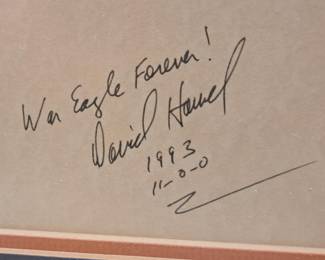 War Eagle Forever!
David Housel
1993
11-0-0